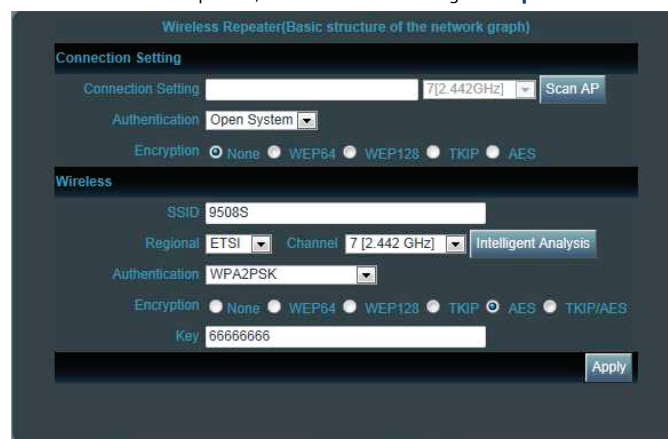 Wireless Repeater(Basic structure of the network graph)
Connection Setting
Connection Setting 7[2.442GHz] Scan AP
Authentication Open System
Encryption None WEP64 WEP128 TKIP AES
Wireless
SSID 9508S
Regional ETSI Channel 7 [2.442 GHz] Intelligent Analysis
Authentication WPA2PSK
Encryption None WEP64 WEP128 TKIP AES TKIP/AES
Key 66666666
Apply